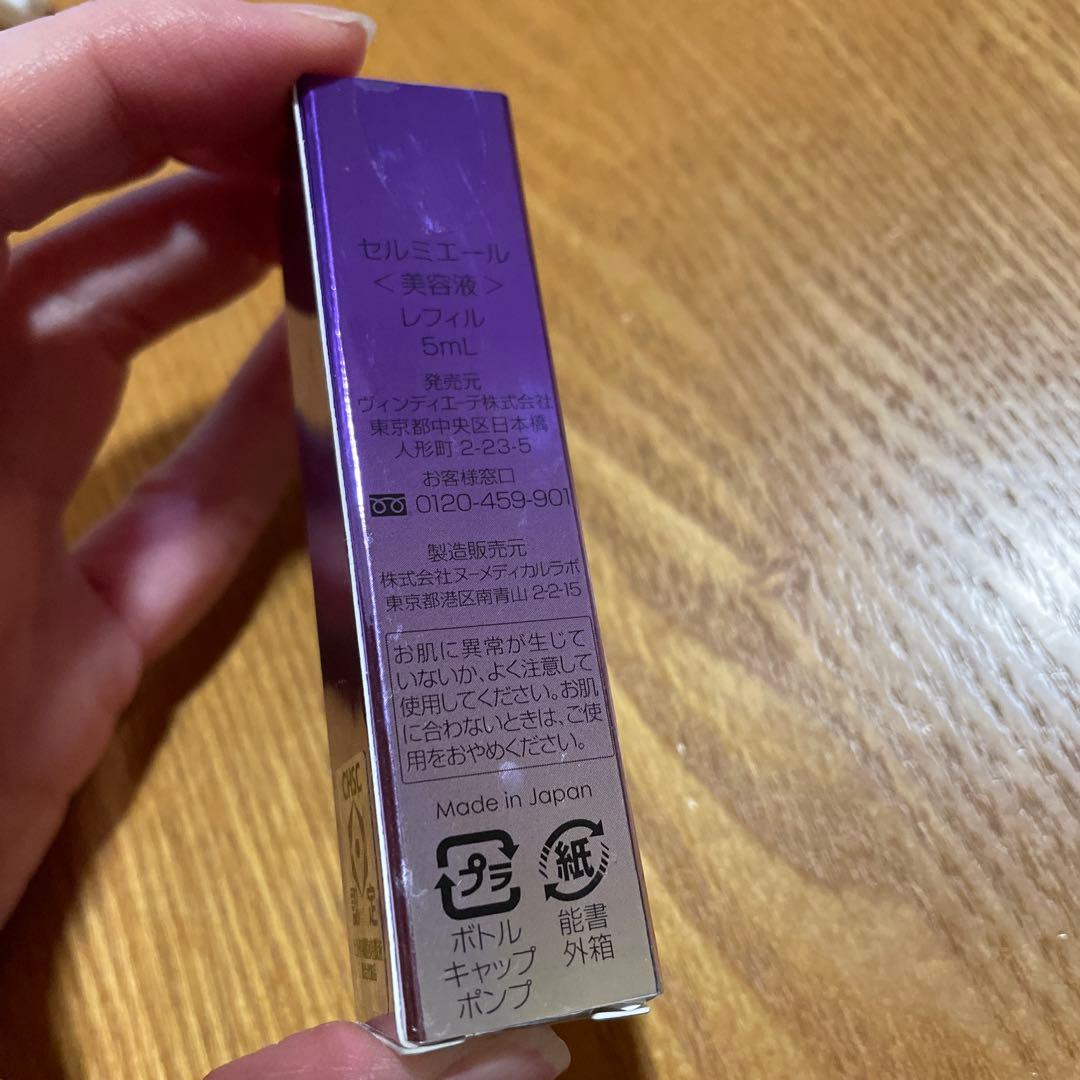 セルミエール
＜美容液＞
レフィル
5mL
発売元
ヴィンディエーテ株式会社
東京都中央区日本橋
人形町 2-23-5
お客様窓口
0120-459-901
製造販売元
株式会社ヌーメディカルラボ
東京都港区南青山 2-2-15
お肌に異常が生じて
いないか、よく注意して
使用してください。お肌
に合わないときは、ご使
用をおやめください。
Made in Japan
プラ
紙
ボトル
キャップ
ポンプ
能書
外箱
CHSC
認定